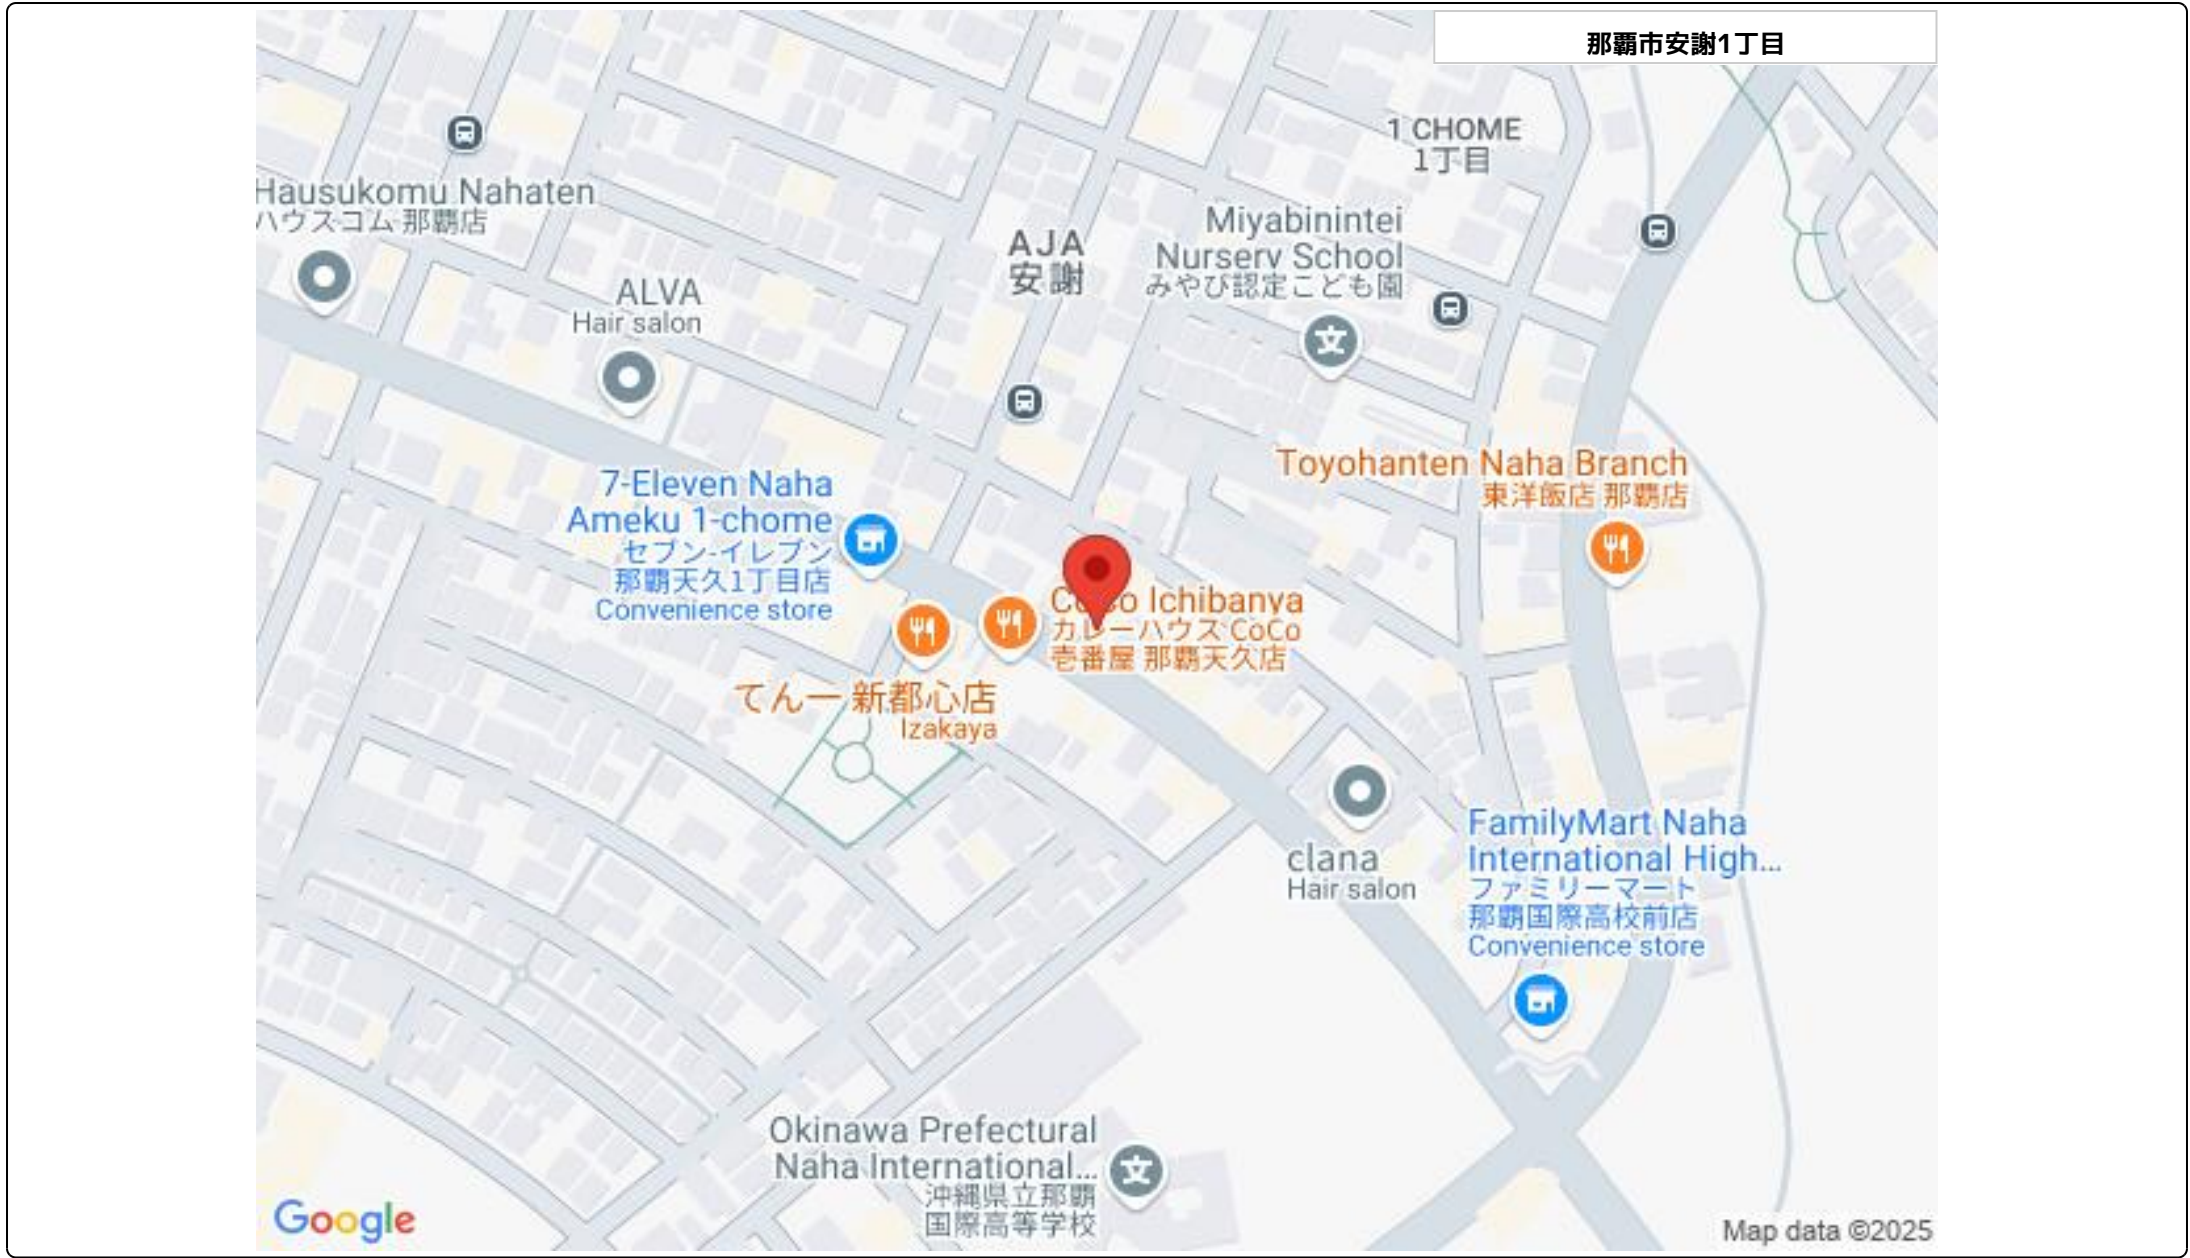 那覇市安謝1丁目
1 CHOME
1丁目
Hausukomu Nahaten
ハウスコム 那覇店
Miyabinintei
Nursery School
みやび認定こども園
AJA
安謝
ALVA
Hair salon
Toyohanten Naha Branch
東洋飯店 那覇店
7-Eleven Naha
Ameku 1-chome
セブン-イレブン
那覇天久1丁目店
Convenience store
CoCo Ichibanya
カレーハウス CoCo
壱番屋 那覇天久店
てん一 新都心店
Izakaya
clana
Hair salon
FamilyMart Naha
International High...
ファミリーマート
那覇国際高校前店
Convenience store
Okinawa Prefectural
Naha International...
沖縄県立那覇
国際高等学校
Google
Map data ©2025